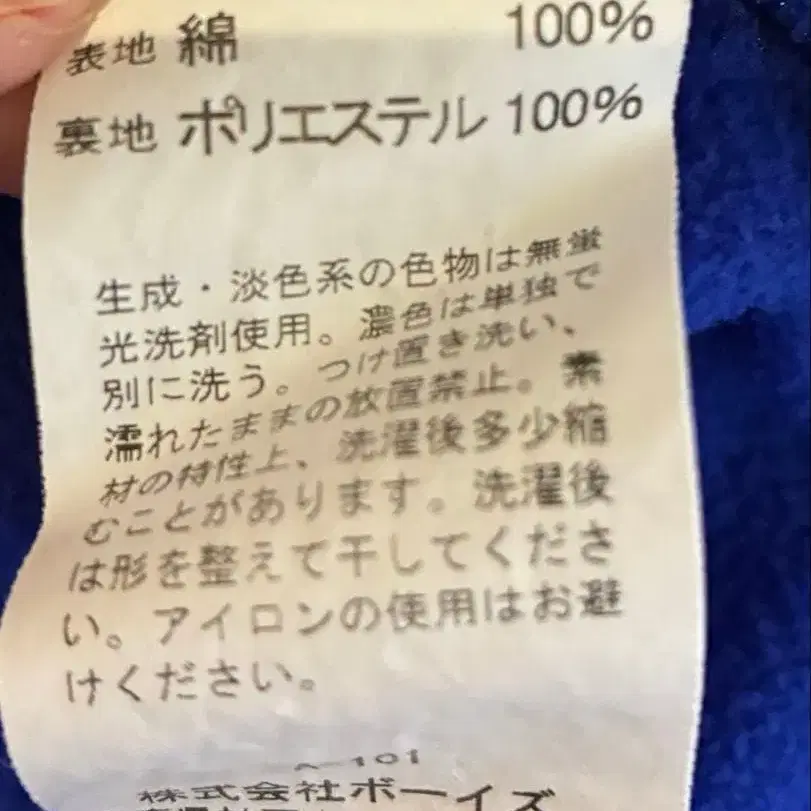 表地 綿 100%
裏地 ポリエステル 100%
生成・淡色系の色物は無蛍
光洗剤使用。濃色は単独で
別に洗う。つけ置き洗い、
濡れたままの放置禁止。素
材の特性上、洗濯後多少縮
むことがあります。洗濯後
は形を整えて干してくださ
い。アイロンの使用はお避
けください。
A-101
株式会社ボーイズ